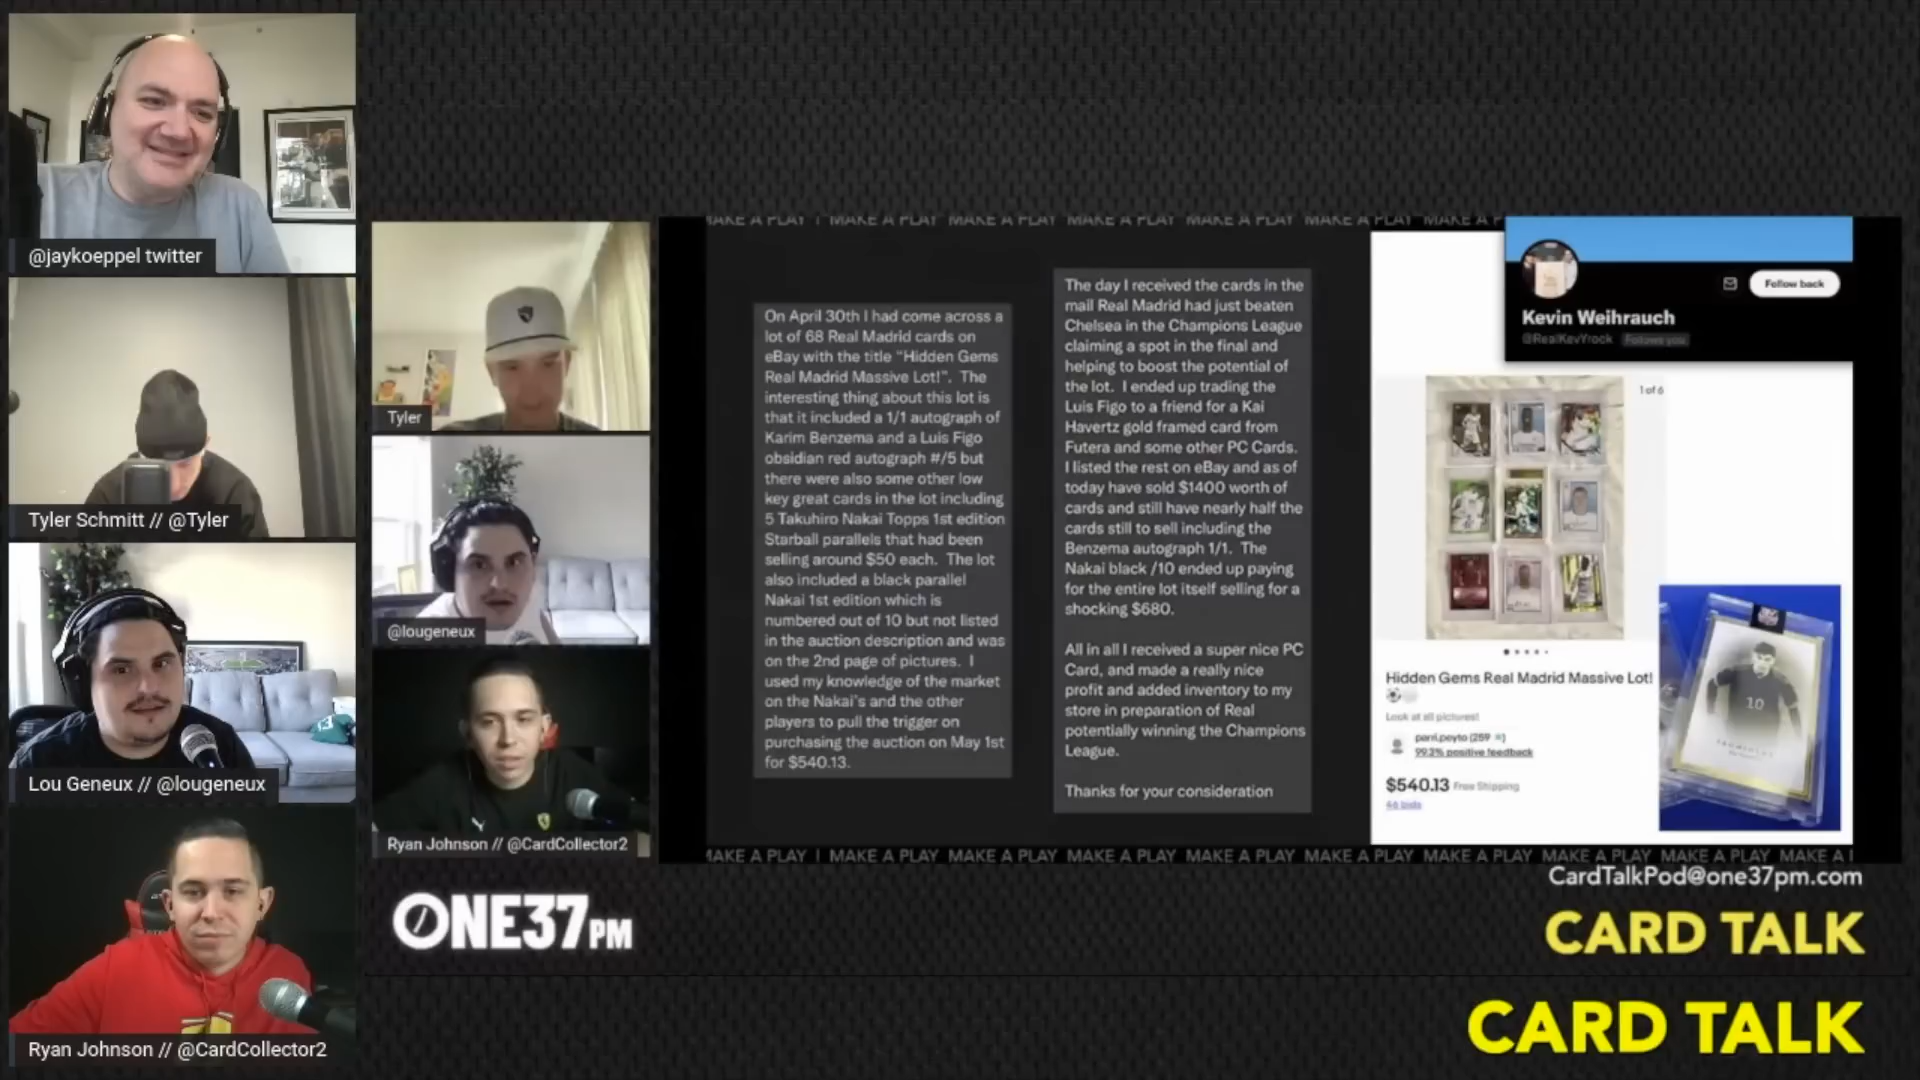 @jaykoeppel twitter
Tyler Schmitt // @Tyler
Lou Geneux // @lougeneux
Ryan Johnson // @CardCollector2
Tyler
@lougeneux
Ryan Johnson // @CardCollector2
MAKE A PLAY | MAKE A PLAY MAKE A PLAY MAKE A PLAY MAKE A PLAY MAKE A PLAY MAKE A P
On April 30th I had come across a
lot of 68 Real Madrid cards on
eBay with the title "Hidden Gems
Real Madrid Massive Lot!". The
interesting thing about this lot is
that it included a 1/1 autograph of
Karim Benzema and a Luis Figo
obsidian red autograph #/5 but
there were also some other low
key great cards in the lot including
5 Takuhiro Nakai Topps 1st edition
Starball parallels that had been
selling around $50 each. The lot
also included a black parallel
Nakai 1st edition which is
numbered out of 10 but not listed
in the auction description and was
on the 2nd page of pictures. I
used my knowledge of the market
on the Nakai's and the other
players to pull the trigger on
purchasing the auction on May 1st
for $540.13.
The day I received the cards in the
mail Real Madrid had just beaten
Chelsea in the Champions League
claiming a spot in the final and
helping to boost the potential of
the lot. I ended up trading the
Luis Figo to a friend for a Kai
Havertz gold framed card from
Futera and some other PC Cards.
I listed the rest on eBay and as of
today have sold $1400 worth of
cards and still have nearly half the
cards still to sell including the
Benzema autograph 1/1. The
Nakai black /10 ended up paying
for the entire lot itself selling for a
shocking $680.
All in all I received a super nice PC
Card, and made a really nice
profit and added inventory to my
store in preparation of Real
potentially winning the Champions
League.
Thanks for your consideration
Follow back
Kevin Weihrauch
@RealKevYrock Follows you
1 of 6
10
Hidden Gems Real Madrid Massive Lot!
Look at all pictures!
99.2% positive feedback
$540.13 Free Shipping
46 bids
MAKE A PLAY | MAKE A PLAY MAKE A PLAY MAKE A PLAY MAKE A PLAY MAKE A PLAY MAKE A PLAY MAKE A PLAY MAKE A PLAY MAKE A
CardTalkPod@one37pm.com
ONE37PM
CARD TALK
CARD TALK